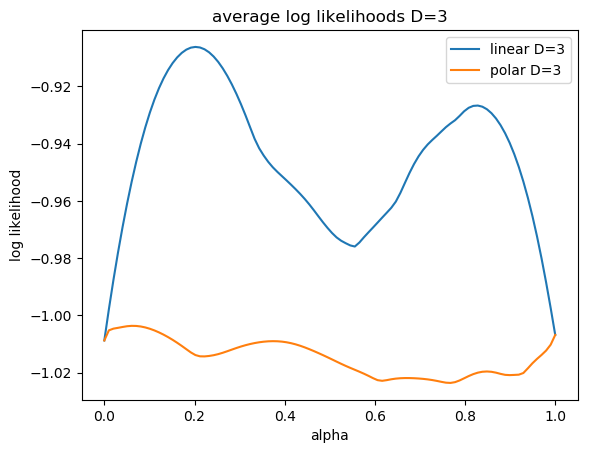 average log likelihoods D=3
linear D=3
polar D=3
log likelihood
−0.92
−0.94
−0.96
−0.98
−1.00
−1.02
0.0 0.2 0.4 0.6 0.8 1.0
alpha